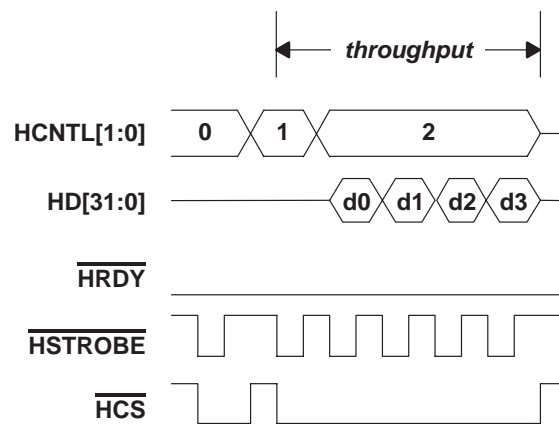 throughput
HCNTL[1:0] 0 1 2
HD[31:0] d0 d1 d2 d3
HRDY
HSTROBE
HCS